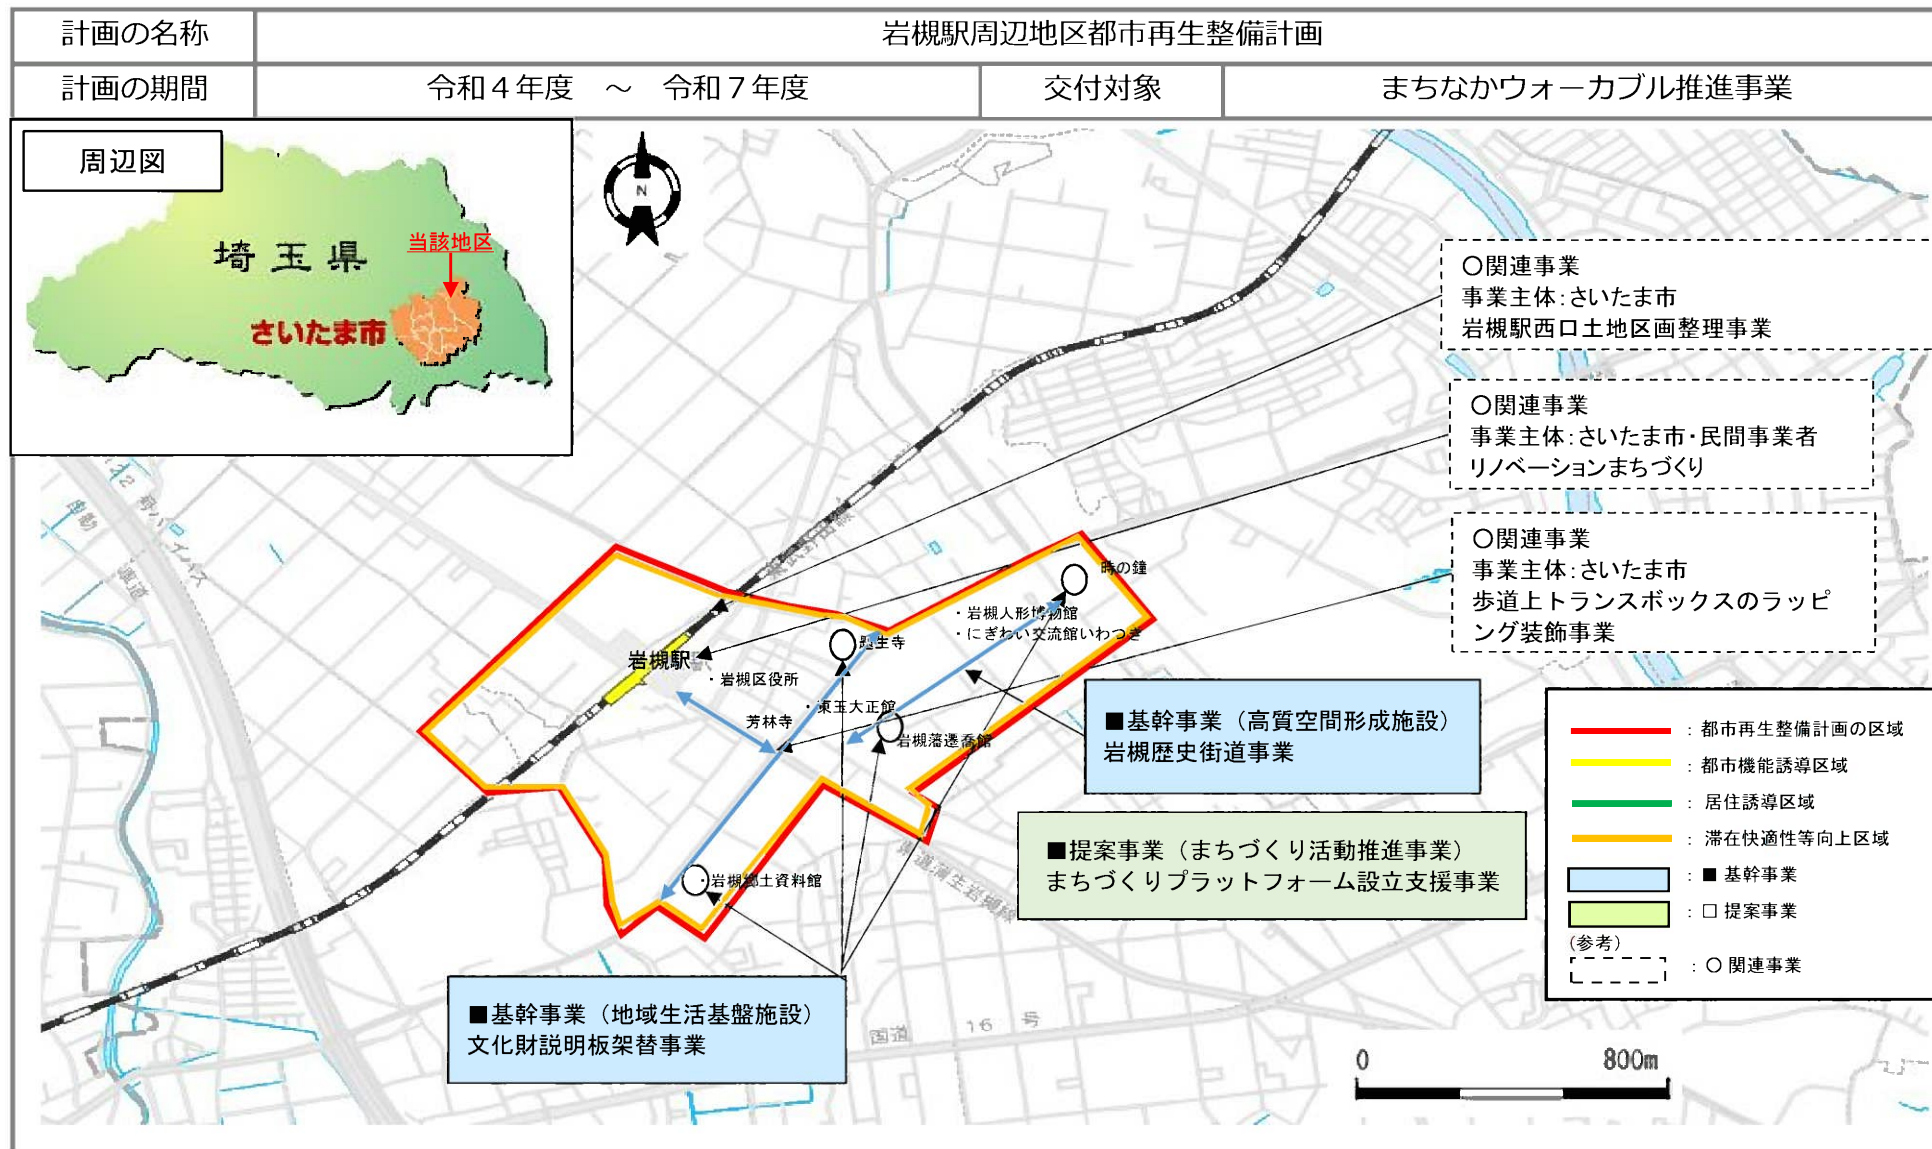 計画の名称
岩槻駅周辺地区都市再生整備計画
計画の期間
令和４年度　～　令和７年度
交付対象
まちなかウォーカブル推進事業
周辺図
埼玉県
当該地区
さいたま市
N
〇関連事業
事業主体：さいたま市
岩槻駅西口土地区画整理事業
〇関連事業
事業主体：さいたま市・民間事業者
リノベーションまちづくり
〇関連事業
事業主体：さいたま市
歩道上トランスボックスのラッピ
ング装飾事業
時の鐘
・岩槻人形博物館
・にぎわい交流館いわつき
岩槻駅
・岩槻区役所
・東玉大正館
芳林寺
岩槻藩遷喬館
・岩槻郷土資料館
■基幹事業（高質空間形成施設）
岩槻歴史街道事業
■提案事業（まちづくり活動推進事業）
まちづくりプラットフォーム設立支援事業
■基幹事業（地域生活基盤施設）
文化財説明板架替事業
国道 16 号
：都市再生整備計画の区域
：都市機能誘導区域
：居住誘導区域
：滞在快適性等向上区域
：■ 基幹事業
：□ 提案事業
(参考)
：〇 関連事業
0 800m